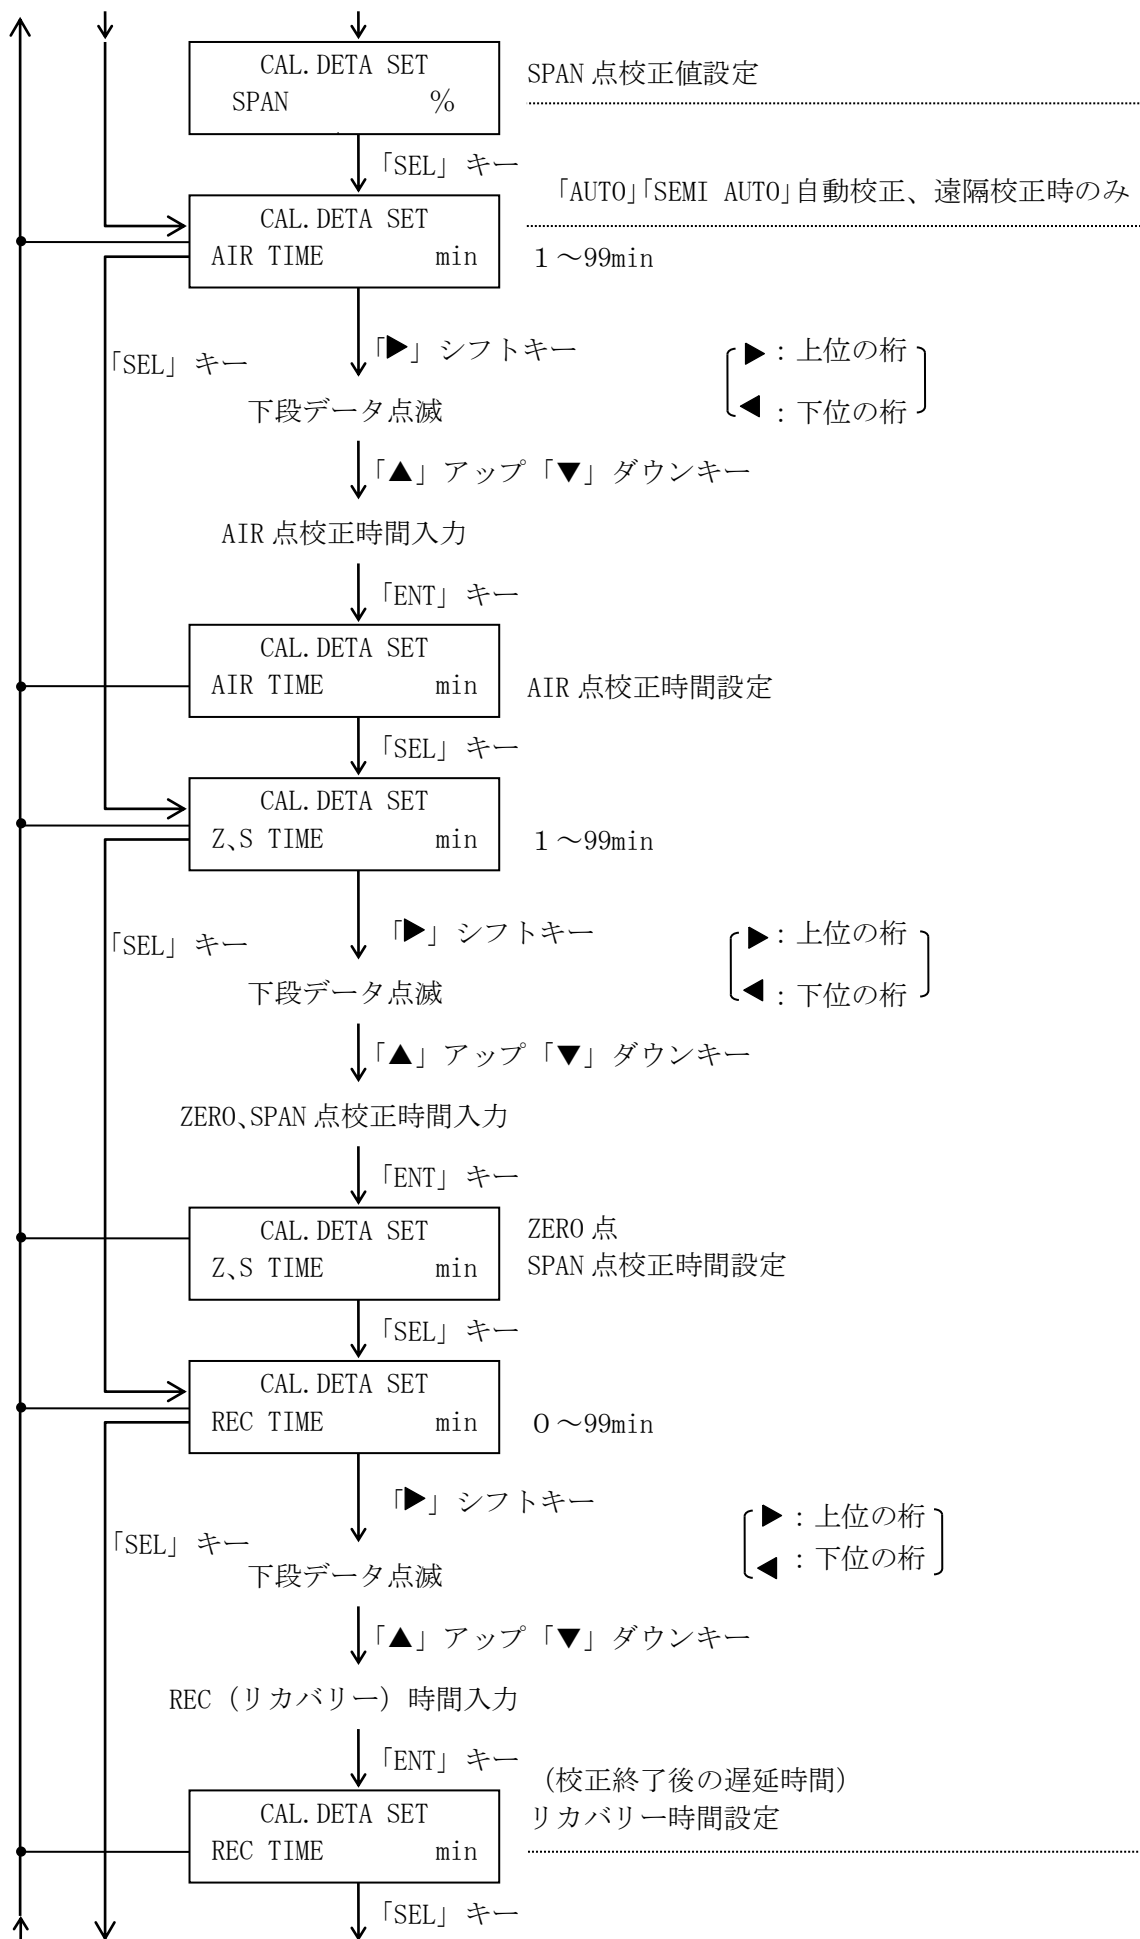 CAL.DETA SET
SPAN %
SPAN 点校正値設定
「SEL」キー
「AUTO」「SEMI AUTO」自動校正、遠隔校正時のみ
CAL.DETA SET
AIR TIME min
1～99min
「SEL」キー
「▶」シフトキー
▶：上位の桁
◀：下位の桁
下段データ点滅
「▲」アップ「▼」ダウンキー
AIR 点校正時間入力
「ENT」キー
CAL.DETA SET
AIR TIME min
AIR 点校正時間設定
「SEL」キー
CAL.DETA SET
Z、S TIME min
1～99min
「SEL」キー
「▶」シフトキー
▶：上位の桁
◀：下位の桁
下段データ点滅
「▲」アップ「▼」ダウンキー
ZERO、SPAN 点校正時間入力
「ENT」キー
CAL.DETA SET
Z、S TIME min
ZERO 点
SPAN 点校正時間設定
「SEL」キー
CAL.DETA SET
REC TIME min
0～99min
「SEL」キー
「▶」シフトキー
▶：上位の桁
◀：下位の桁
下段データ点滅
「▲」アップ「▼」ダウンキー
REC（リカバリー）時間入力
「ENT」キー
（校正終了後の遅延時間）
リカバリー時間設定
CAL.DETA SET
REC TIME min
「SEL」キー